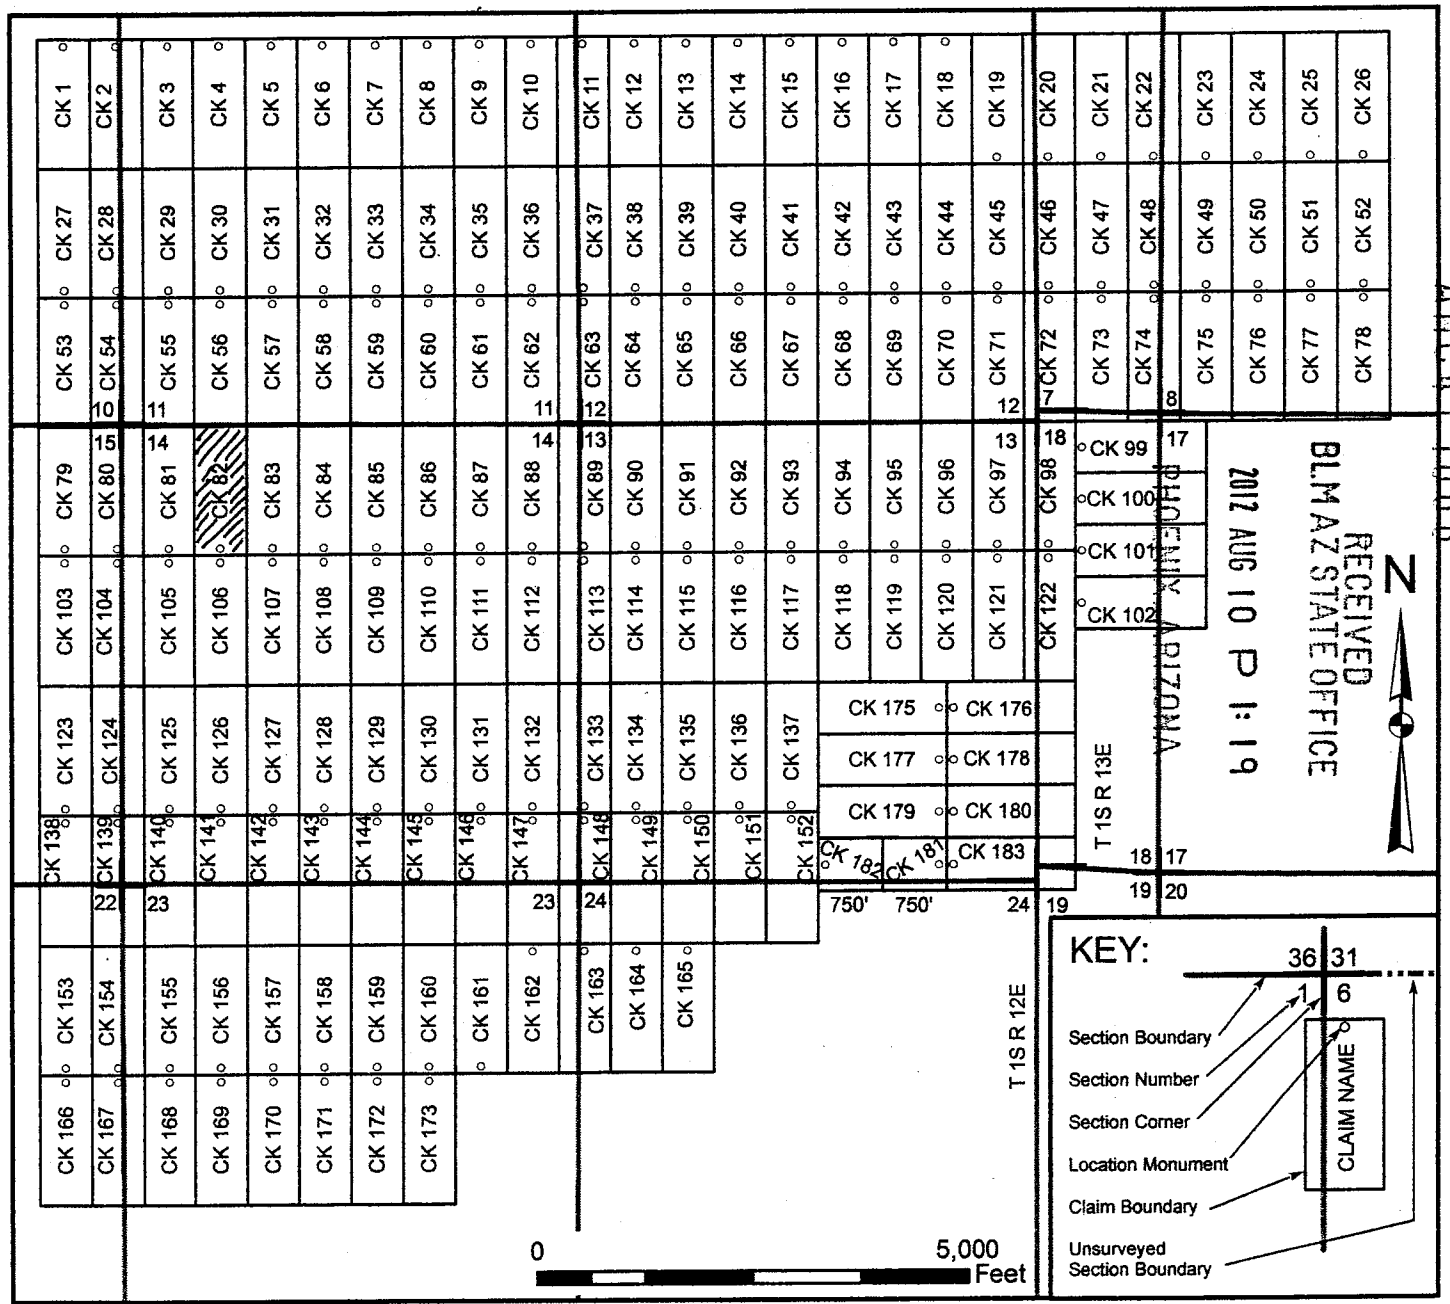 CK 1
CK 2
CK 3
CK 4
CK 5
CK 6
CK 7
CK 8
CK 9
CK 10
CK 11
CK 12
CK 13
CK 14
CK 15
CK 16
CK 17
CK 18
CK 19
CK 20
CK 21
CK 22
CK 23
CK 24
CK 25
CK 26
CK 27
CK 28
CK 29
CK 30
CK 31
CK 32
CK 33
CK 34
CK 35
CK 36
CK 37
CK 38
CK 39
CK 40
CK 41
CK 42
CK 43
CK 44
CK 45
CK 46
CK 47
CK 48
CK 49
CK 50
CK 51
CK 52
CK 53
CK 54
CK 55
CK 56
CK 57
CK 58
CK 59
CK 60
CK 61
CK 62
CK 63
CK 64
CK 65
CK 66
CK 67
CK 68
CK 69
CK 70
CK 71
CK 72
CK 73
CK 74
CK 75
CK 76
CK 77
CK 78
10 11 11 12 12 7 8
15 14 14 13 13 18 17
CK 79
CK 80
CK 81
CK 82
CK 83
CK 84
CK 85
CK 86
CK 87
CK 88
CK 89
CK 90
CK 91
CK 92
CK 93
CK 94
CK 95
CK 96
CK 97
CK 98
CK 99
CK 100
CK 101
CK 102
CK 103
CK 104
CK 105
CK 106
CK 107
CK 108
CK 109
CK 110
CK 111
CK 112
CK 113
CK 114
CK 115
CK 116
CK 117
CK 118
CK 119
CK 120
CK 121
CK 122
RECEIVED
BLM AZ STATE OFFICE
2012 AUG 10 P 1:19
PHOENIX ARIZONA
N
CK 123
CK 124
CK 125
CK 126
CK 127
CK 128
CK 129
CK 130
CK 131
CK 132
CK 133
CK 134
CK 135
CK 136
CK 137
CK 175
CK 176
CK 177
CK 178
CK 179
CK 180
CK 182
CK 181
CK 183
T 1S R 13E
CK 138
CK 139
CK 140
CK 141
CK 142
CK 143
CK 144
CK 145
CK 146
CK 147
CK 148
CK 149
CK 150
CK 151
CK 152
18 17
19 20
22 23 23 24 750' 750' 24 19
CK 153
CK 154
CK 155
CK 156
CK 157
CK 158
CK 159
CK 160
CK 161
CK 162
CK 163
CK 164
CK 165
T 1S R 12E
CK 166
CK 167
CK 168
CK 169
CK 170
CK 171
CK 172
CK 173
KEY:
36 31
1 6
Section Boundary
Section Number
Section Corner
Location Monument
Claim Boundary
Unsurveyed
Section Boundary
CLAIM NAME
0 5,000
Feet